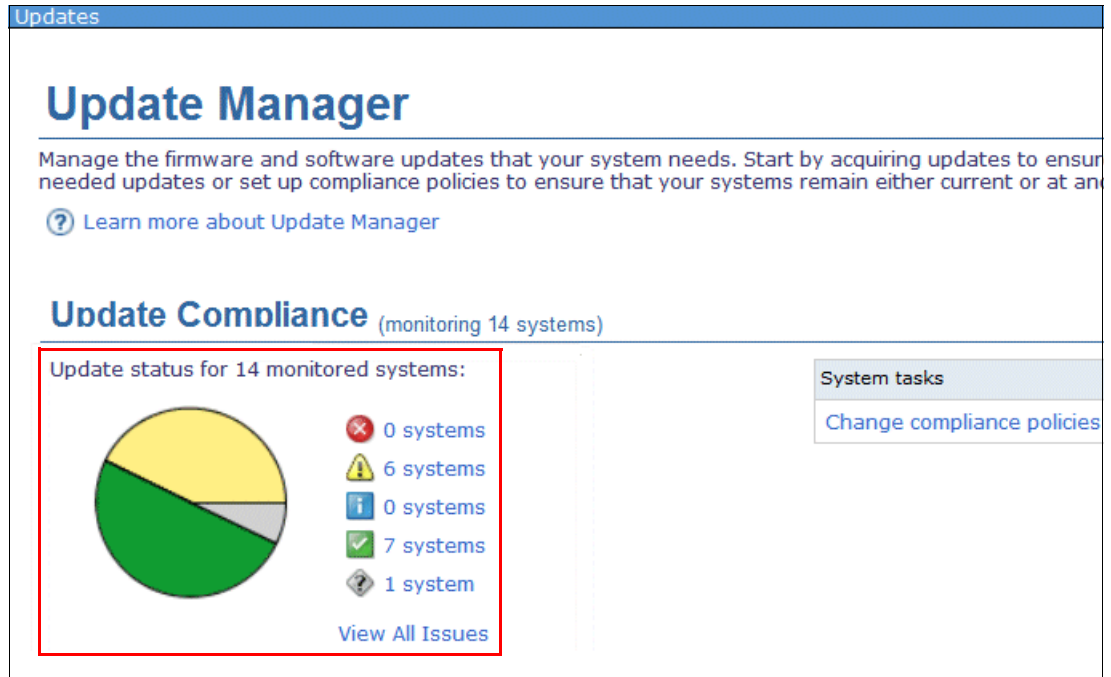 Updates
Update Manager
Manage the firmware and software updates that your system needs. Start by acquiring updates to ensur
needed updates or set up compliance policies to ensure that your systems remain either current or at an
Learn more about Update Manager
Update Compliance (monitoring 14 systems)
Update status for 14 monitored systems:
0 systems
6 systems
0 systems
7 systems
1 system
View All Issues
System tasks
Change compliance policies